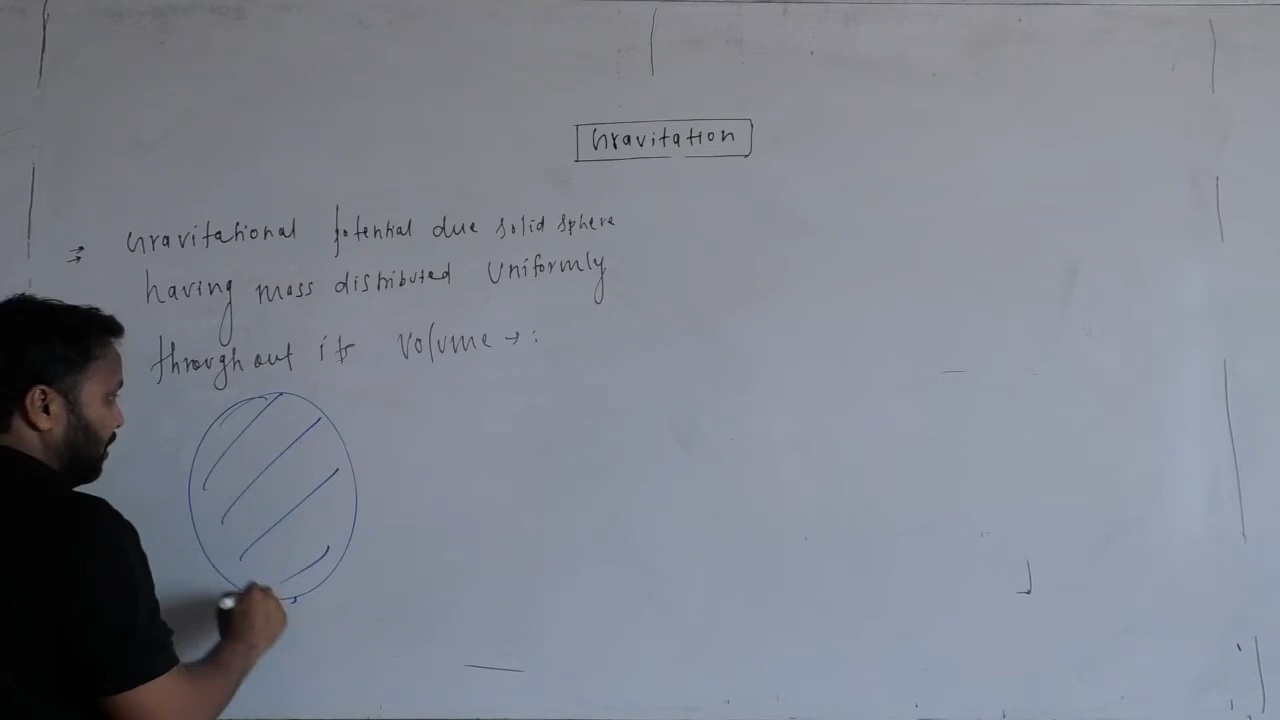 Gravitation
⇒ Gravitational potential due solid sphere
having mass distributed Uniformly
throughout its Volume → :